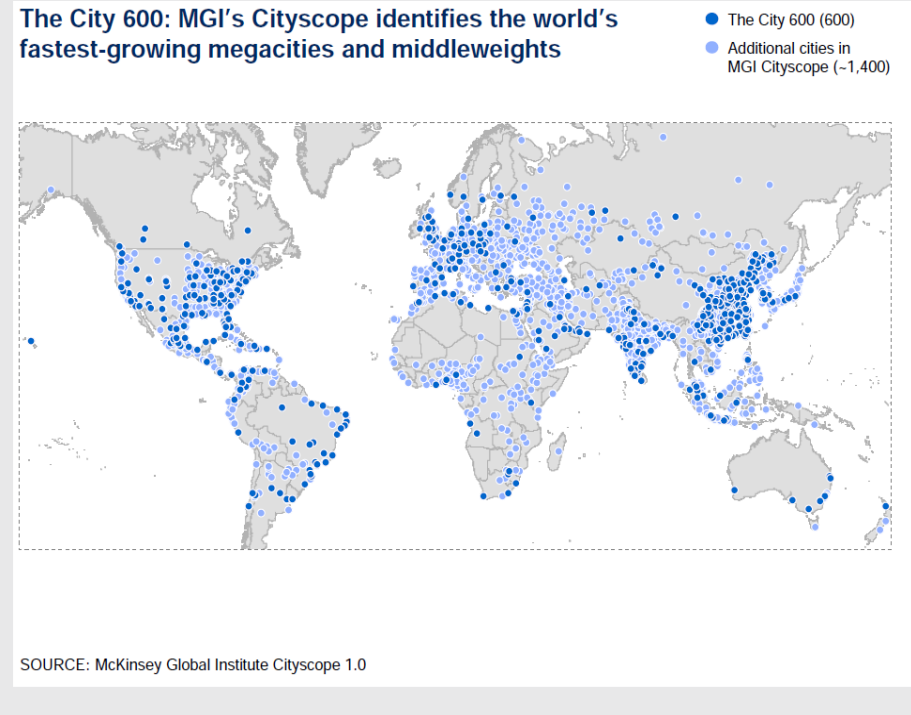 The City 600: MGI's Cityscope identifies the world's
fastest-growing megacities and middleweights
The City 600 (600)
Additional cities in
MGI Cityscope (~1,400)
SOURCE: McKinsey Global Institute Cityscope 1.0